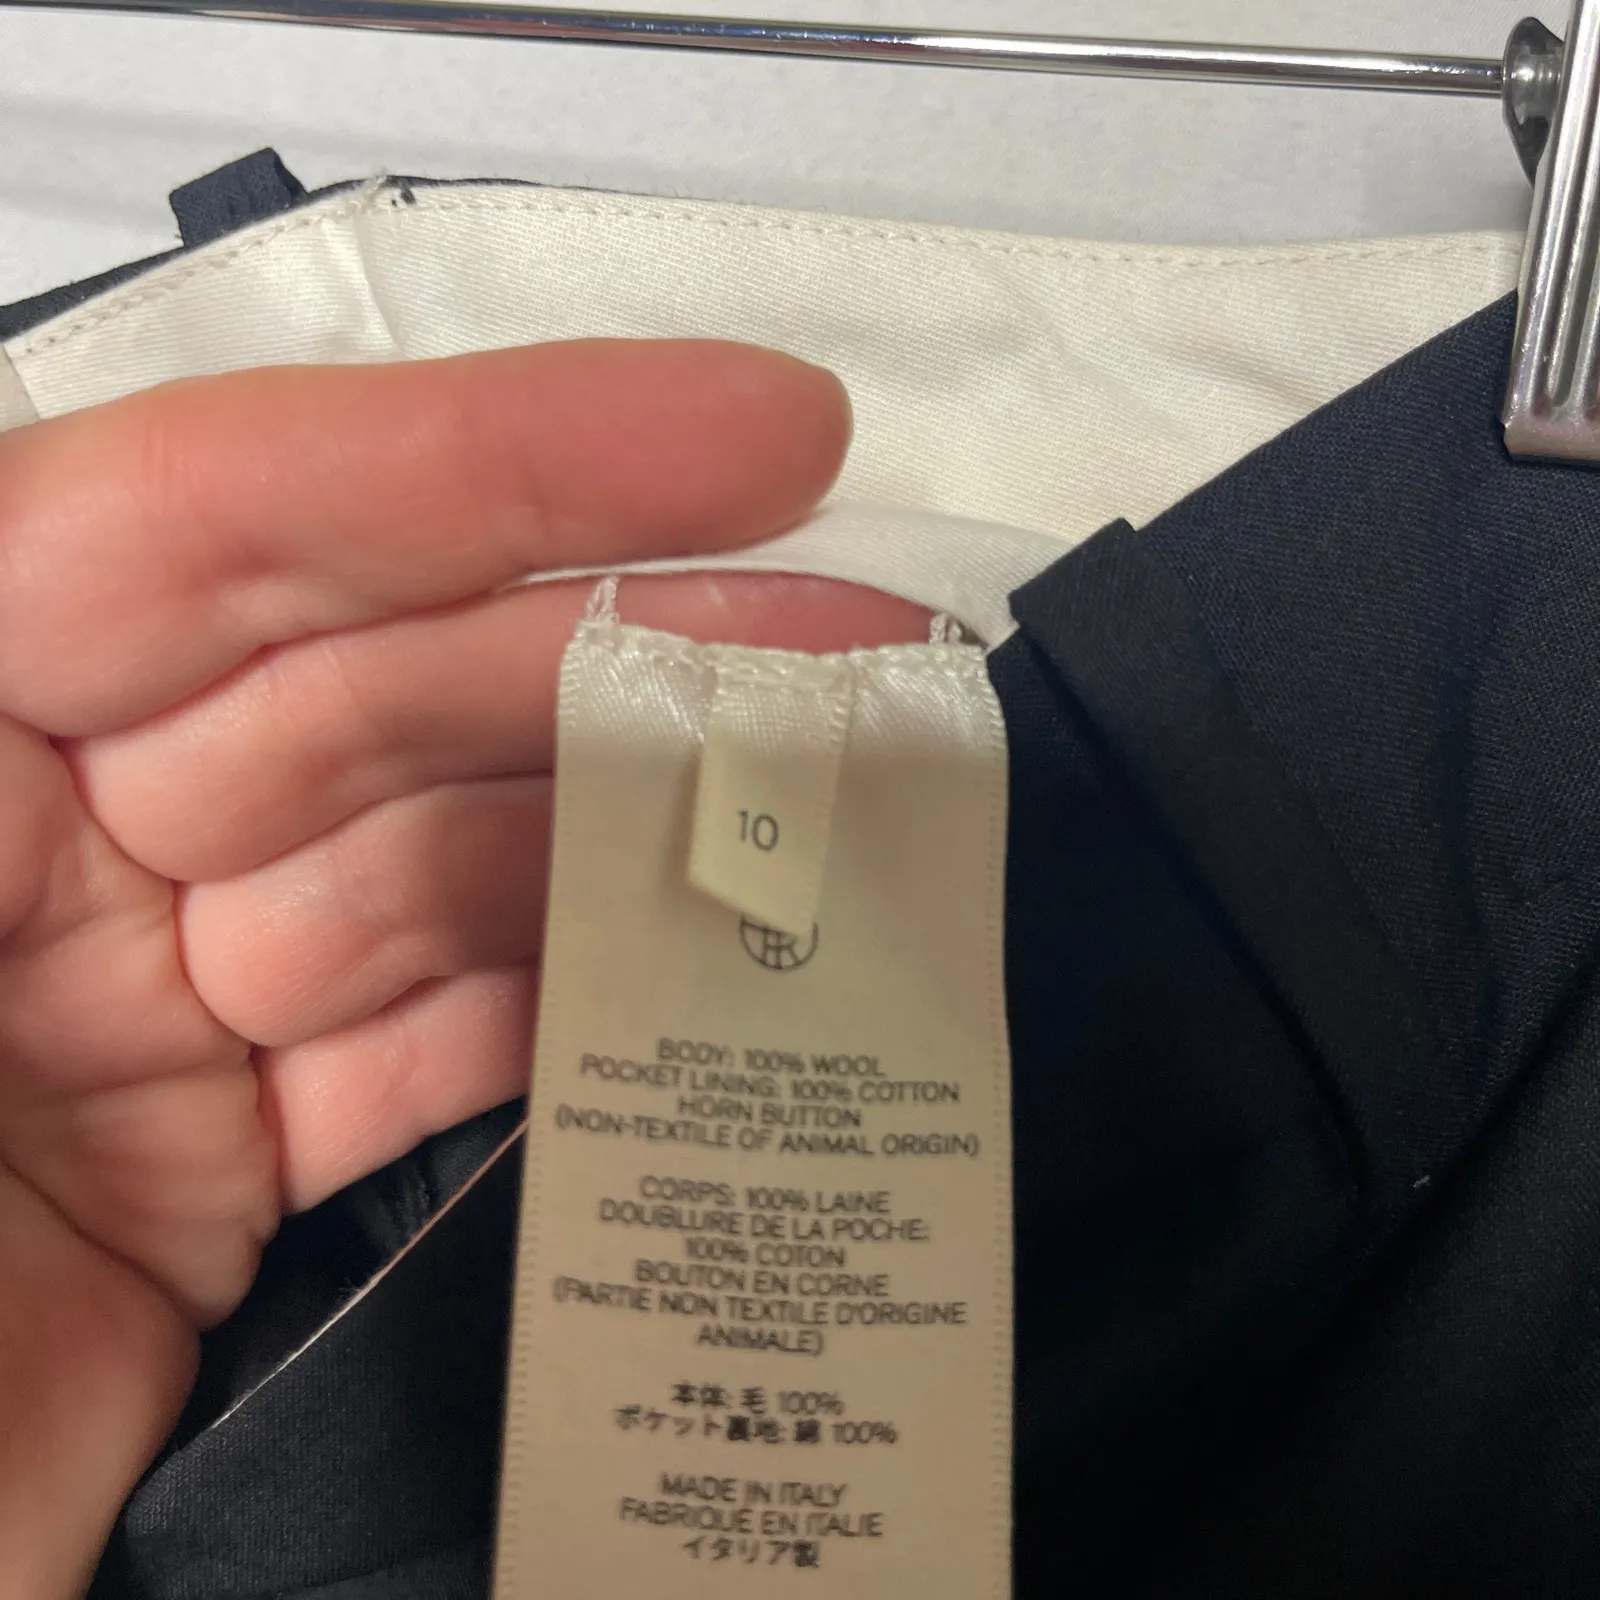 10
BODY: 100% WOOL
POCKET LINING: 100% COTTON
HORN BUTTON
(NON-TEXTILE OF ANIMAL ORIGIN)
CORPS: 100% LAINE
DOUBLURE DE LA POCHE:
100% COTON
BOUTON EN CORNE
(PARTIE NON TEXTILE D'ORIGINE
ANIMALE)
本体: 毛 100%
ポケット裏地: 綿 100%
MADE IN ITALY
FABRIQUE EN ITALIE
イタリア製